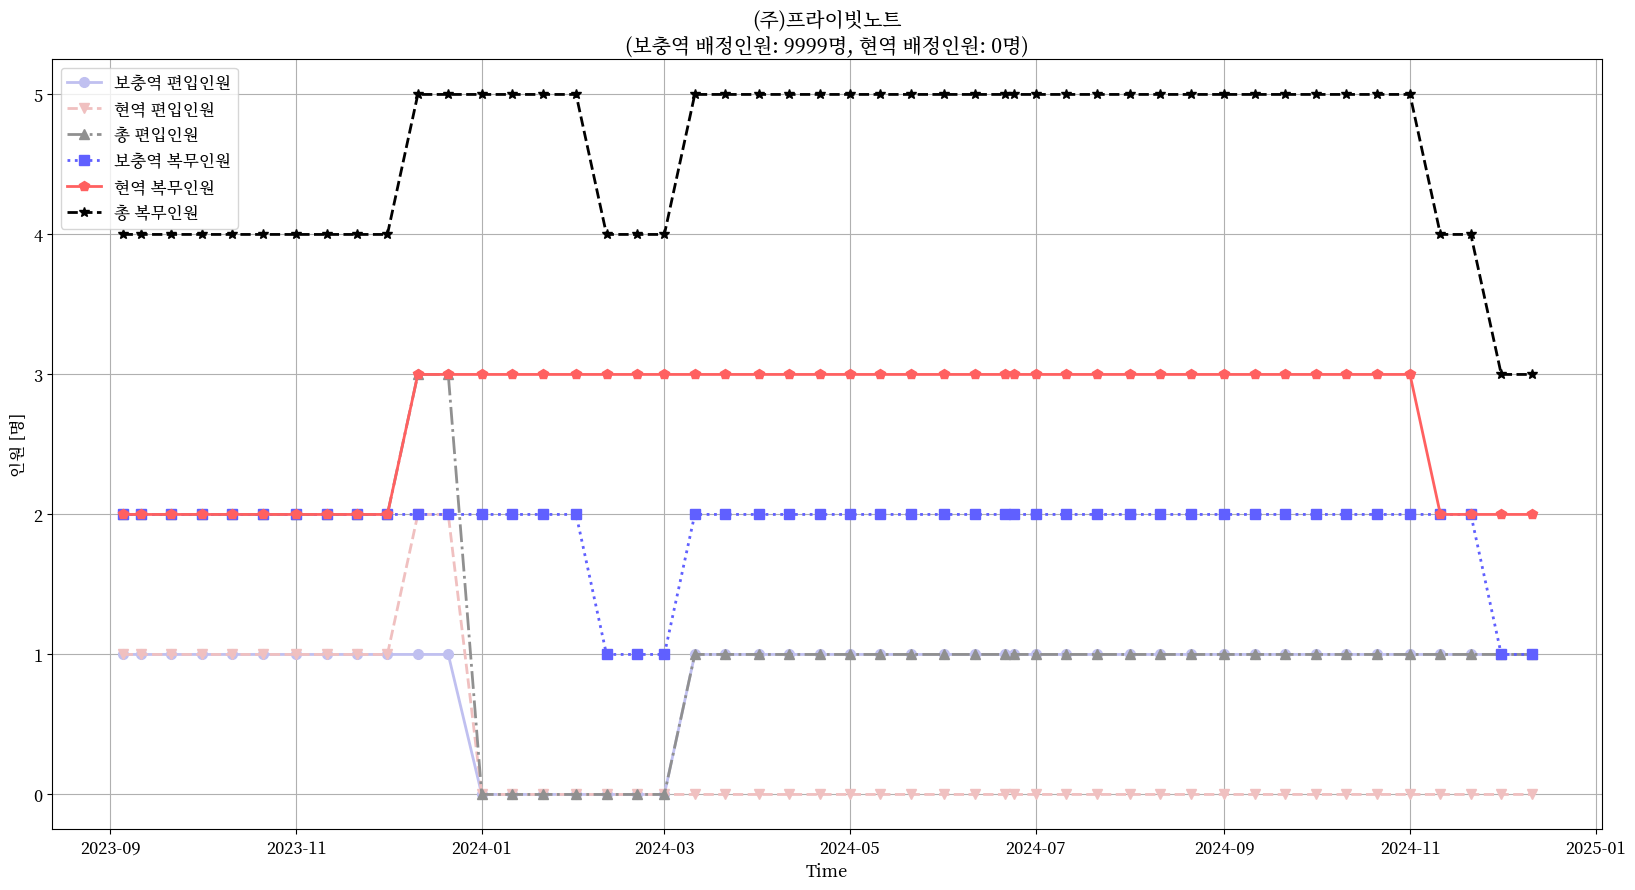 (주)프라이빗노트
(보충역 배정인원: 9999명, 현역 배정인원: 0명)
보충역 편입인원
현역 편입인원
총 편입인원
보충역 복무인원
현역 복무인원
총 복무인원
인원 [명]
5
4
3
2
1
0
2023-09
2023-11
2024-01
2024-03
2024-05
2024-07
2024-09
2024-11
2025-01
Time